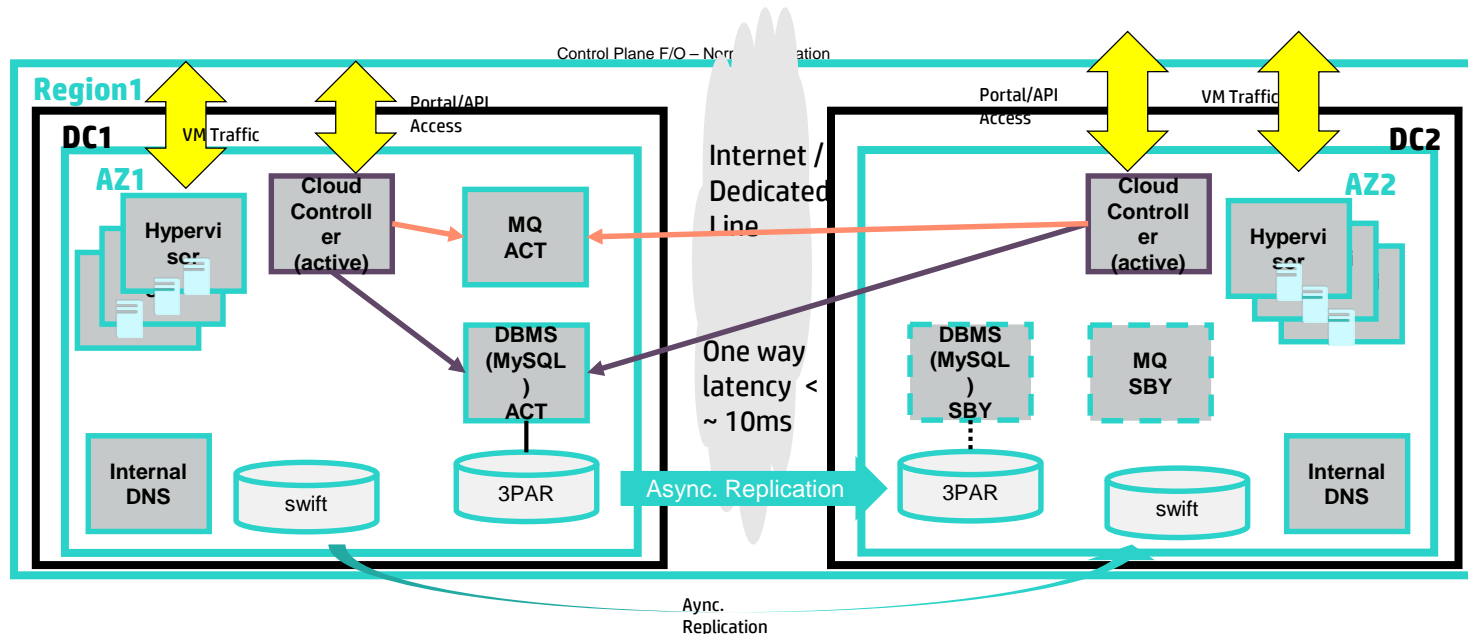 Control Plane F/O – Nor ation
Region1
VM Traffic
Portal/API
Access
DC1
AZ1
Hypervi
sor
Cloud
Controll
er
(active)
MQ
ACT
DBMS
(MySQL
)
ACT
Internal
DNS
swift
3PAR
Internet /
Dedicated
Line
One way
latency <
~ 10ms
Async. Replication
Portal/API
Access
VM Traffic
DC2
AZ2
Cloud
Controll
er
(active)
Hypervi
sor
DBMS
(MySQL
)
SBY
MQ
SBY
3PAR
swift
Internal
DNS
Aync.
Replication